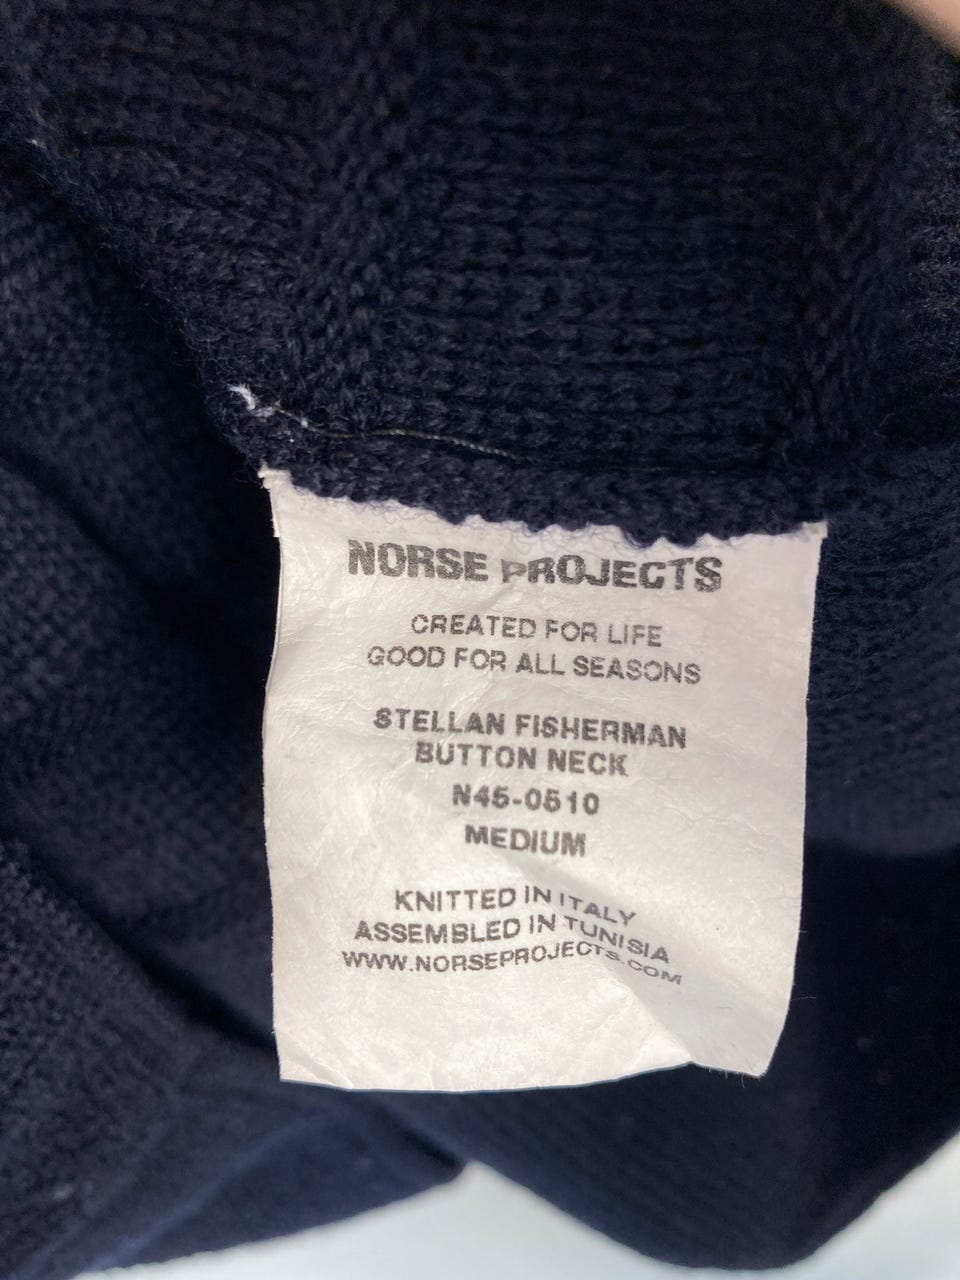 NORSE PROJECTS
CREATED FOR LIFE
GOOD FOR ALL SEASONS
STELLAN FISHERMAN
BUTTON NECK
N45-0510
MEDIUM
KNITTED IN ITALY
ASSEMBLED IN TUNISIA
WWW.NORSEPROJECTS.COM